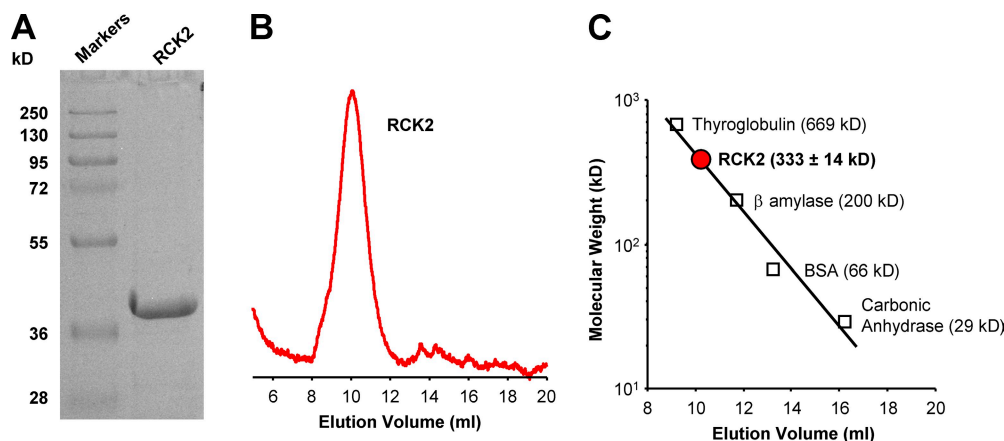 A
kD
Markers
RCK2
250
130
95
72
55
36
28
B
RCK2
6 8 10 12 14 16 18 20
Elution Volume (ml)
C
Molecular Weight (kD)
10³
10²
10¹
Thyroglobulin (669 kD)
RCK2 (333 ± 14 kD)
β amylase (200 kD)
BSA (66 kD)
Carbonic
Anhydrase (29 kD)
8 10 12 14 16 18 20
Elution Volume (ml)